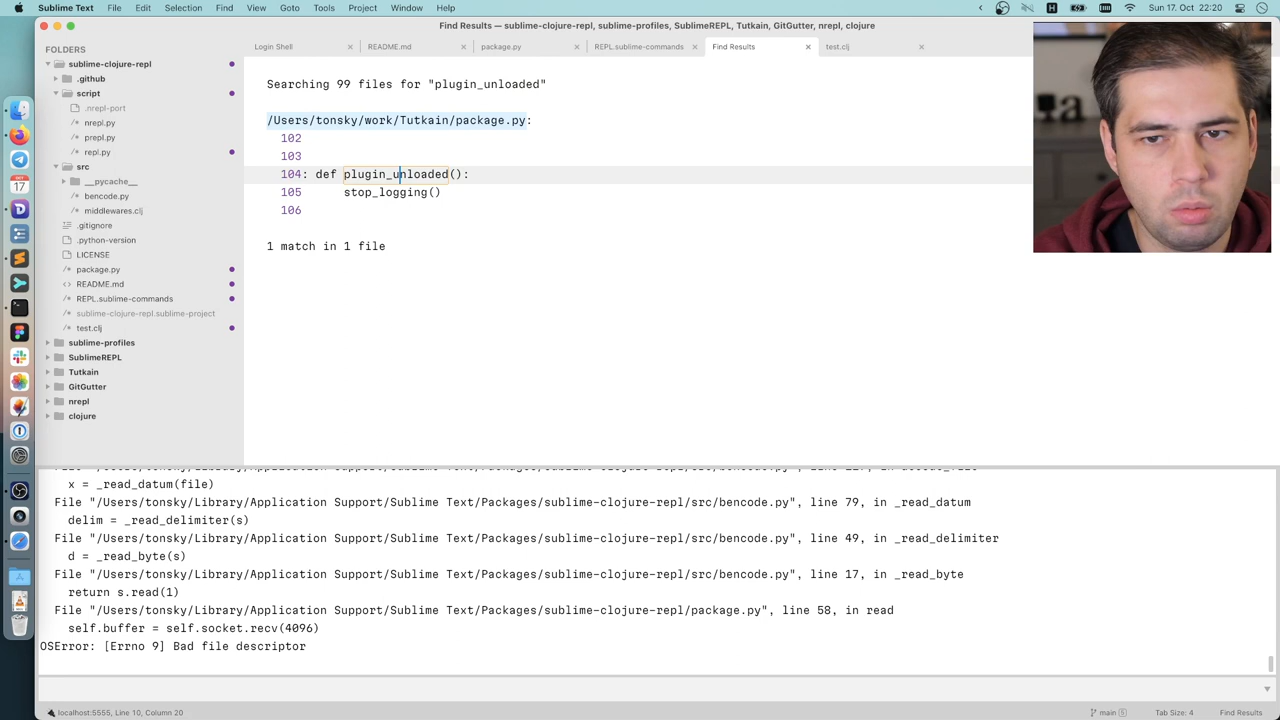 Sublime Text File Edit Selection Find View Goto Tools Project Window Help
Sun 17. Oct 22:20
Find Results — sublime-clojure-repl, sublime-profiles, SublimeREPL, Tutkain, GitGutter, nrepl, clojure
Login Shell × README.md × package.py × REPL.sublime-commands × Find Results × test.clj ×
FOLDERS
sublime-clojure-repl
.github
script
.nrepl-port
nrepl.py
prepl.py
repl.py
src
__pycache__
bencode.py
middlewares.clj
.gitignore
.python-version
LICENSE
package.py
README.md
REPL.sublime-commands
sublime-clojure-repl.sublime-project
test.clj
sublime-profiles
SublimeREPL
Tutkain
GitGutter
nrepl
clojure
Searching 99 files for "plugin_unloaded"
/Users/tonsky/work/Tutkain/package.py:
102
103
104: def plugin_unloaded():
105 stop_logging()
106
1 match in 1 file
x = _read_datum(file)
File "/Users/tonsky/Library/Application Support/Sublime Text/Packages/sublime-clojure-repl/src/bencode.py", line 79, in _read_datum
delim = _read_delimiter(s)
File "/Users/tonsky/Library/Application Support/Sublime Text/Packages/sublime-clojure-repl/src/bencode.py", line 49, in _read_delimiter
d = _read_byte(s)
File "/Users/tonsky/Library/Application Support/Sublime Text/Packages/sublime-clojure-repl/src/bencode.py", line 17, in _read_byte
return s.read(1)
File "/Users/tonsky/Library/Application Support/Sublime Text/Packages/sublime-clojure-repl/package.py", line 58, in read
self.buffer = self.socket.recv(4096)
OSError: [Errno 9] Bad file descriptor
localhost:5555, Line 10, Column 20
main 5 Tab Size: 4 Find Results